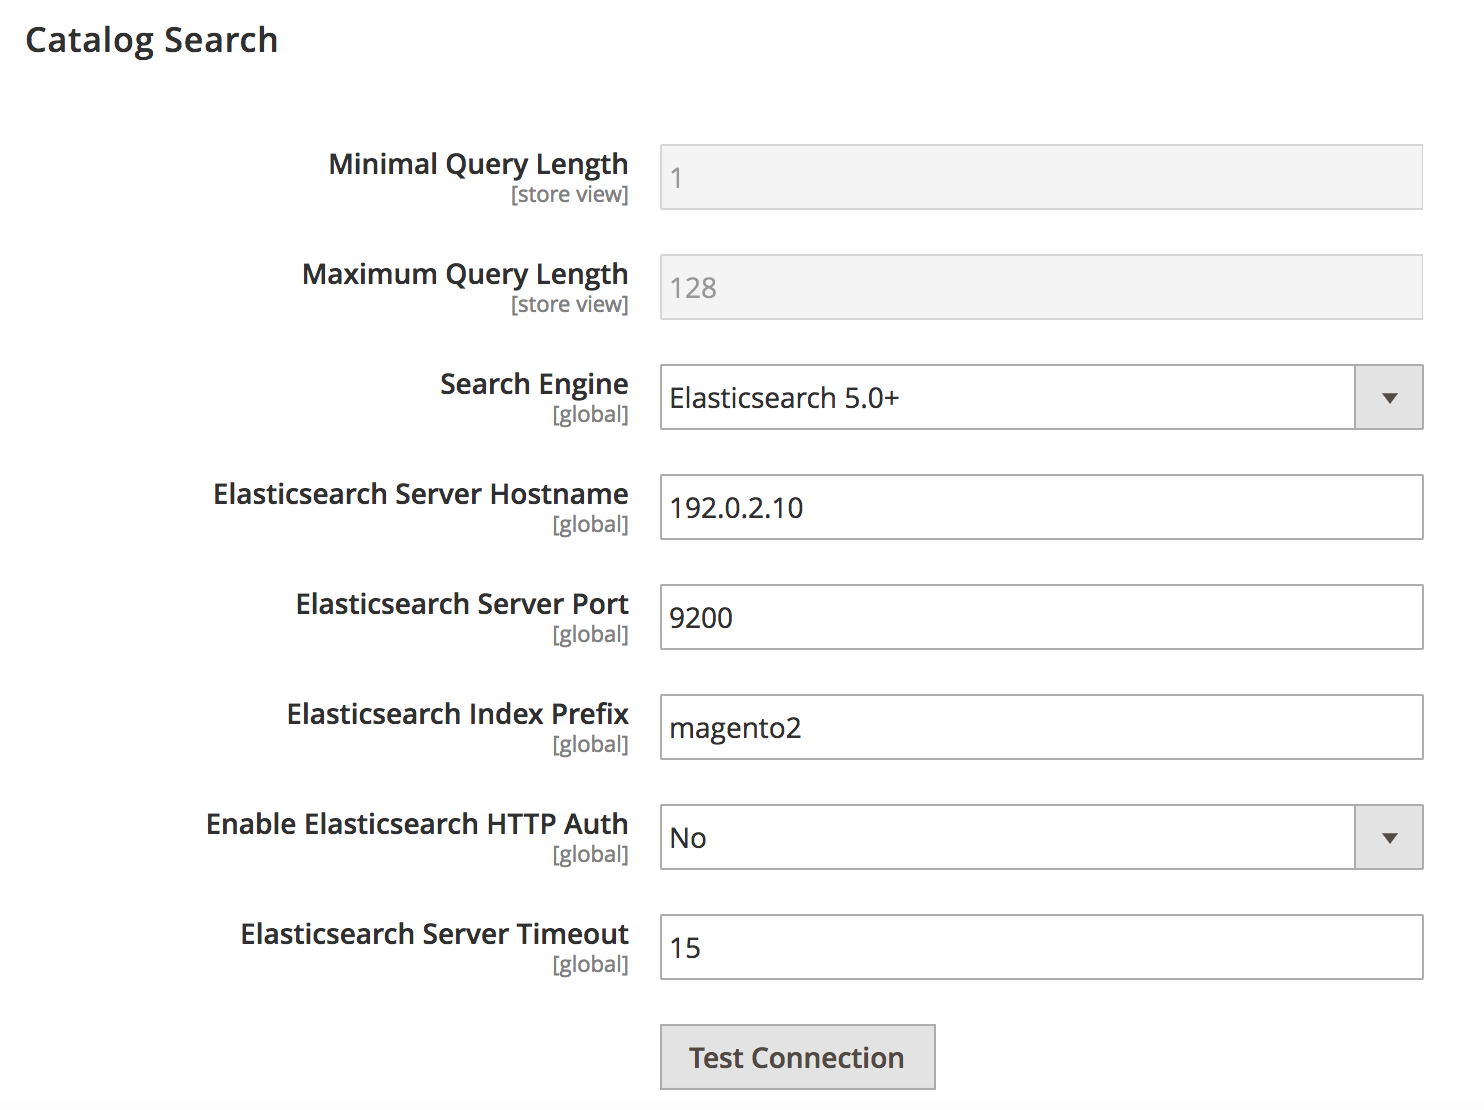 Catalog Search
Minimal Query Length
[store view]
1
Maximum Query Length
[store view]
128
Search Engine
[global]
Elasticsearch 5.0+
Elasticsearch Server Hostname
[global]
192.0.2.10
Elasticsearch Server Port
[global]
9200
Elasticsearch Index Prefix
[global]
magento2
Enable Elasticsearch HTTP Auth
[global]
No
Elasticsearch Server Timeout
[global]
15
Test Connection